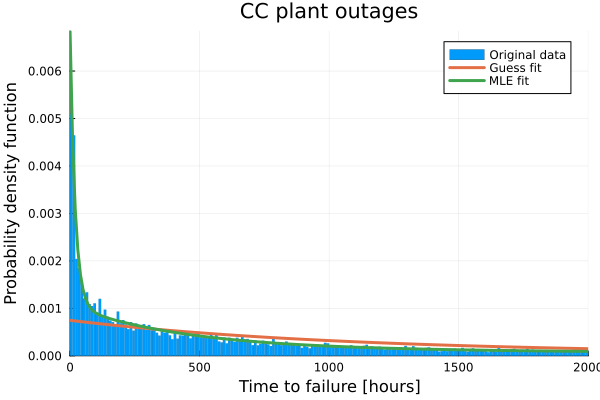 CC plant outages
Probability density function
0.006
0.005
0.004
0.003
0.002
0.001
0.000
Original data
Guess fit
MLE fit
0
500
1000
1500
2000
Time to failure [hours]